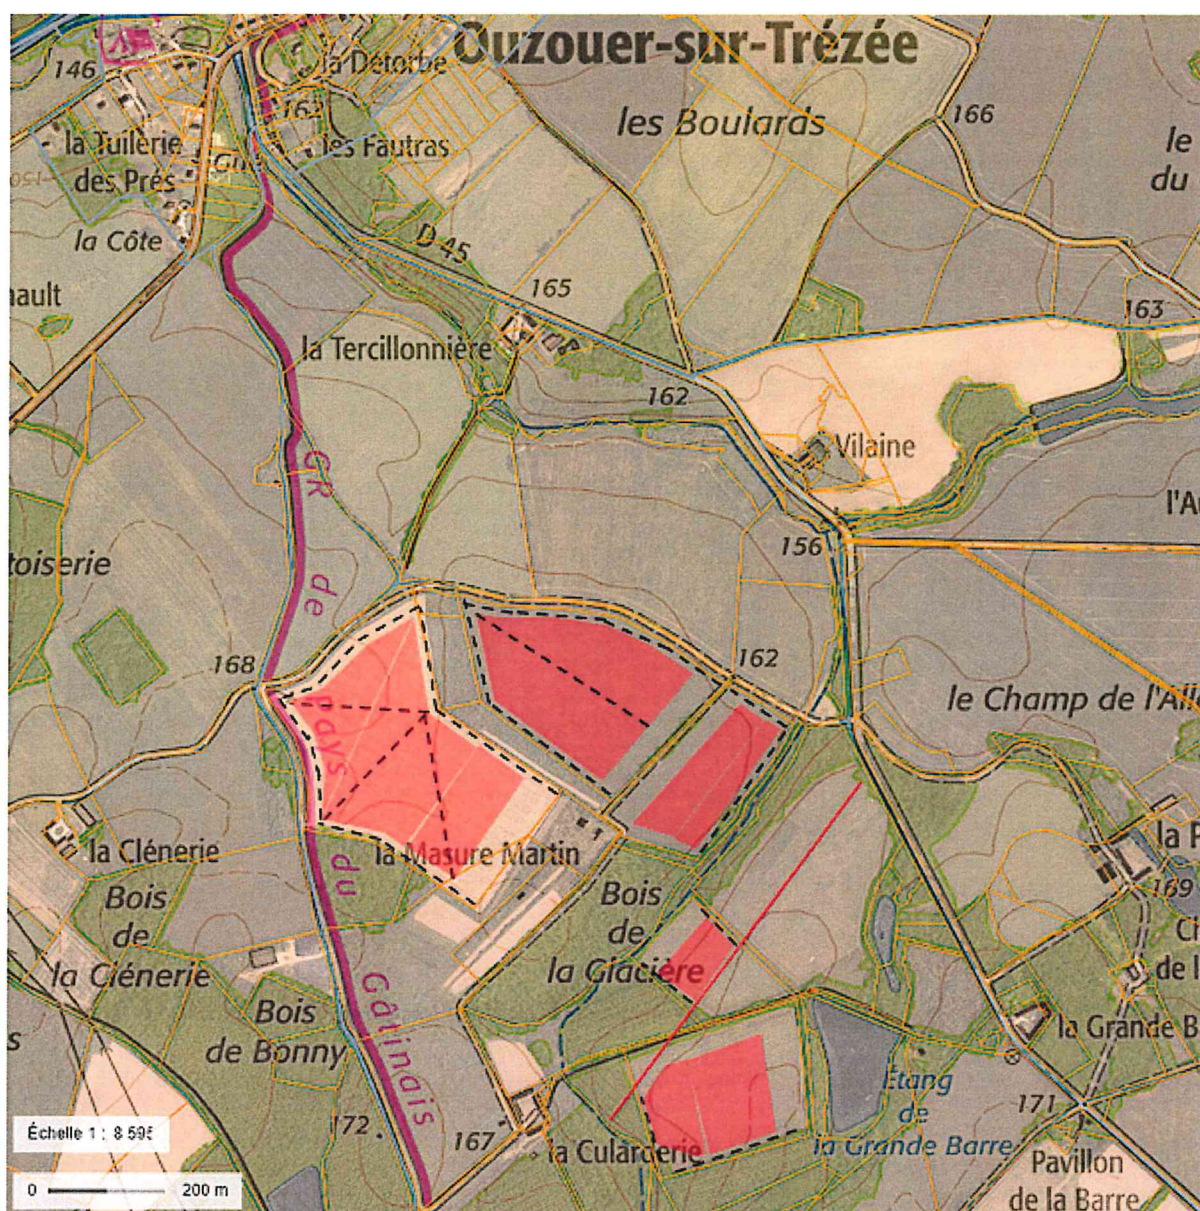 Ouzouer-sur-Trézée
146
la Détorbe
162
les Boulards
166
le
du
la Tuilerie
des Prés
les Fautras
la Côte
D 45
165
nault
163
la Tercillonnière
162
Vilaine
l'A
GR de Pays du Gâtinais
toiserie
156
168
162
le Champ de l'All
la Clénerie
la Masure Martin
Bois
de
la Clénerie
Bois
de
la Glacière
169
Bois
de Bonny
la Grande B
Étang
de
la Grande Barre
171
172
167
la Cularderie
Pavillon
de la Barre
Échelle 1 : 8 595
0 200 m